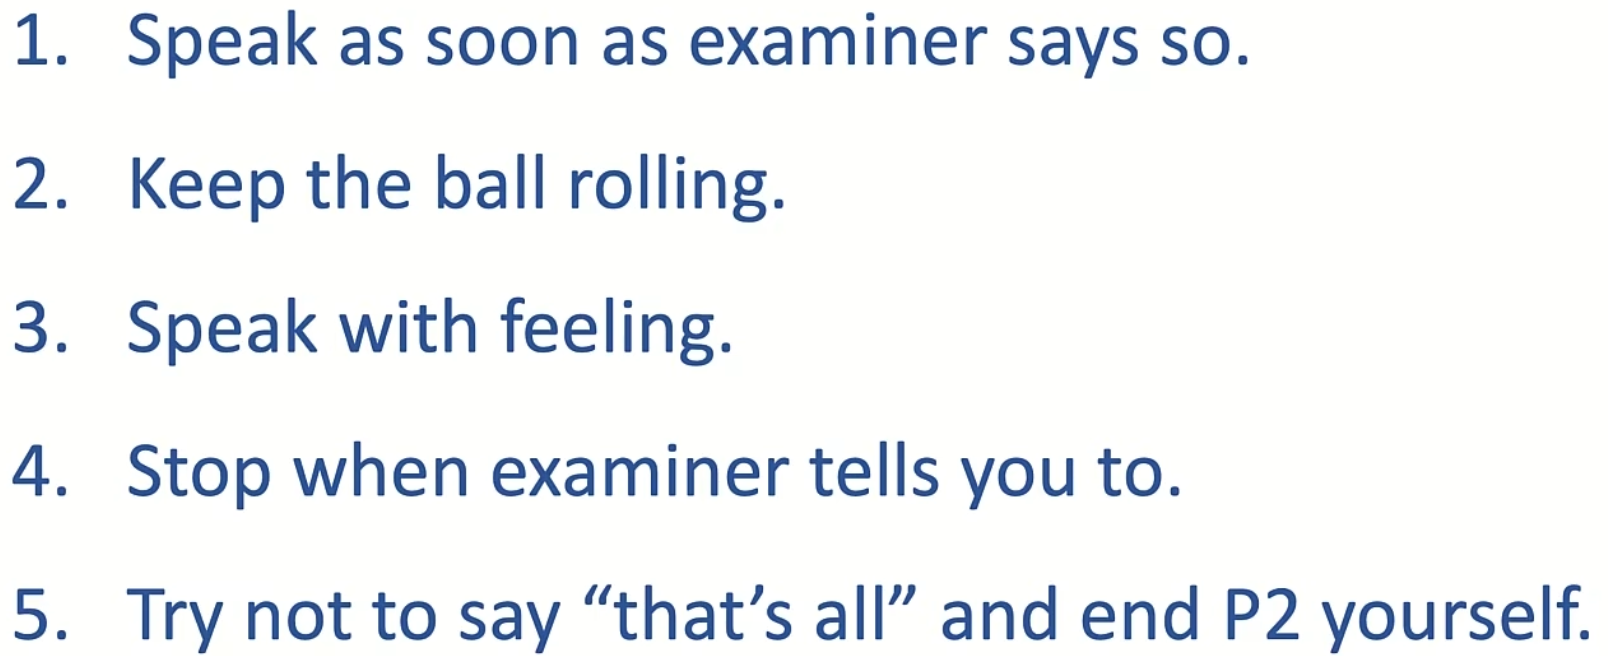 1. Speak as soon as examiner says so.
2. Keep the ball rolling.
3. Speak with feeling.
4. Stop when examiner tells you to.
5. Try not to say “that’s all” and end P2 yourself.